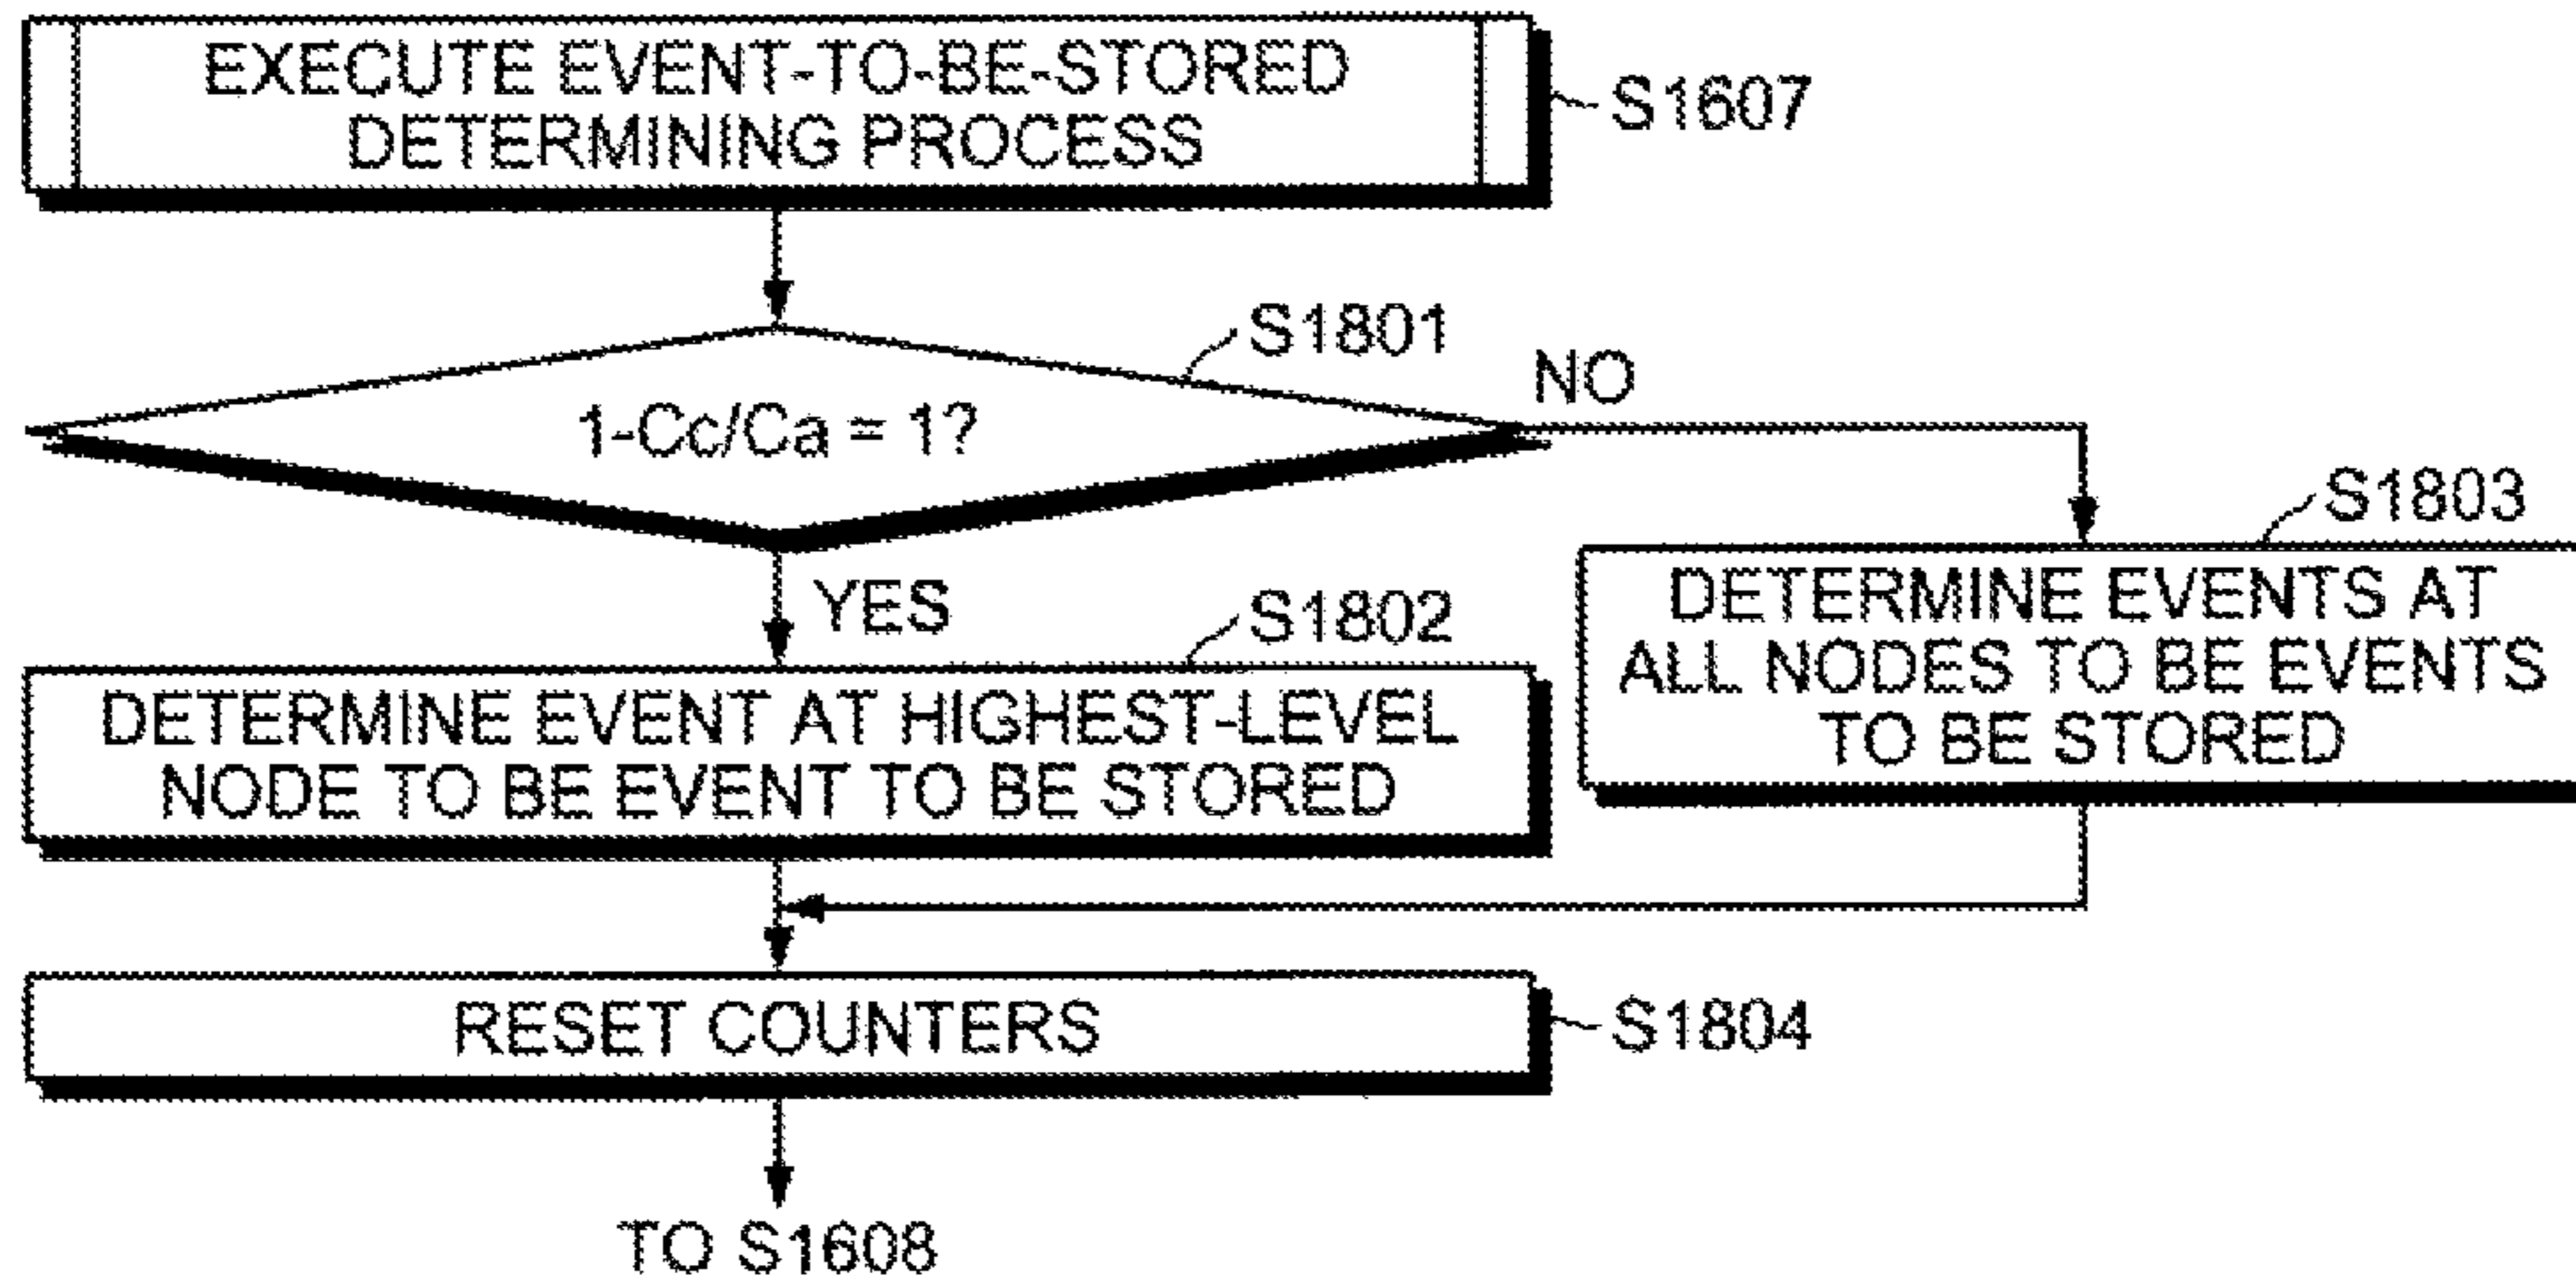 EXECUTE EVENT-TO-BE-STORED
DETERMINING PROCESS
S1607
S1801
1-Cc/Ca = 1?
NO
YES
S1802
DETERMINE EVENT AT HIGHEST-LEVEL
NODE TO BE EVENT TO BE STORED
S1803
DETERMINE EVENTS AT
ALL NODES TO BE EVENTS
TO BE STORED
RESET COUNTERS
S1804
TO S1608